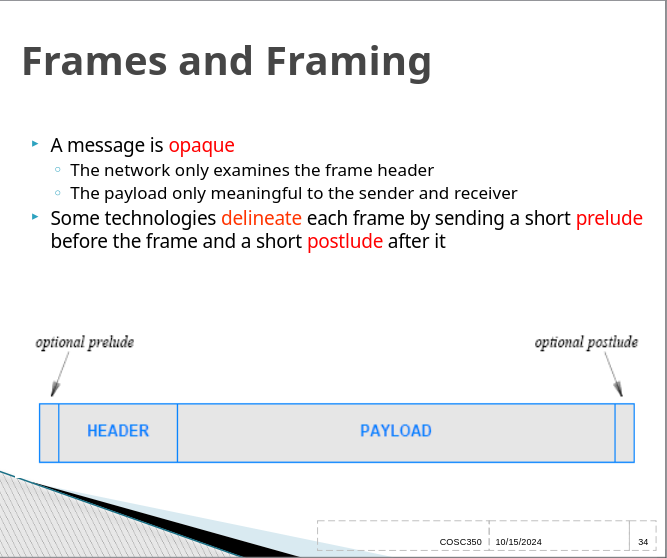 Frames and Framing
A message is opaque
The network only examines the frame header
The payload only meaningful to the sender and receiver
Some technologies delineate each frame by sending a short prelude
before the frame and a short postlude after it
optional prelude
optional postlude
HEADER
PAYLOAD
COSC350
10/15/2024
34